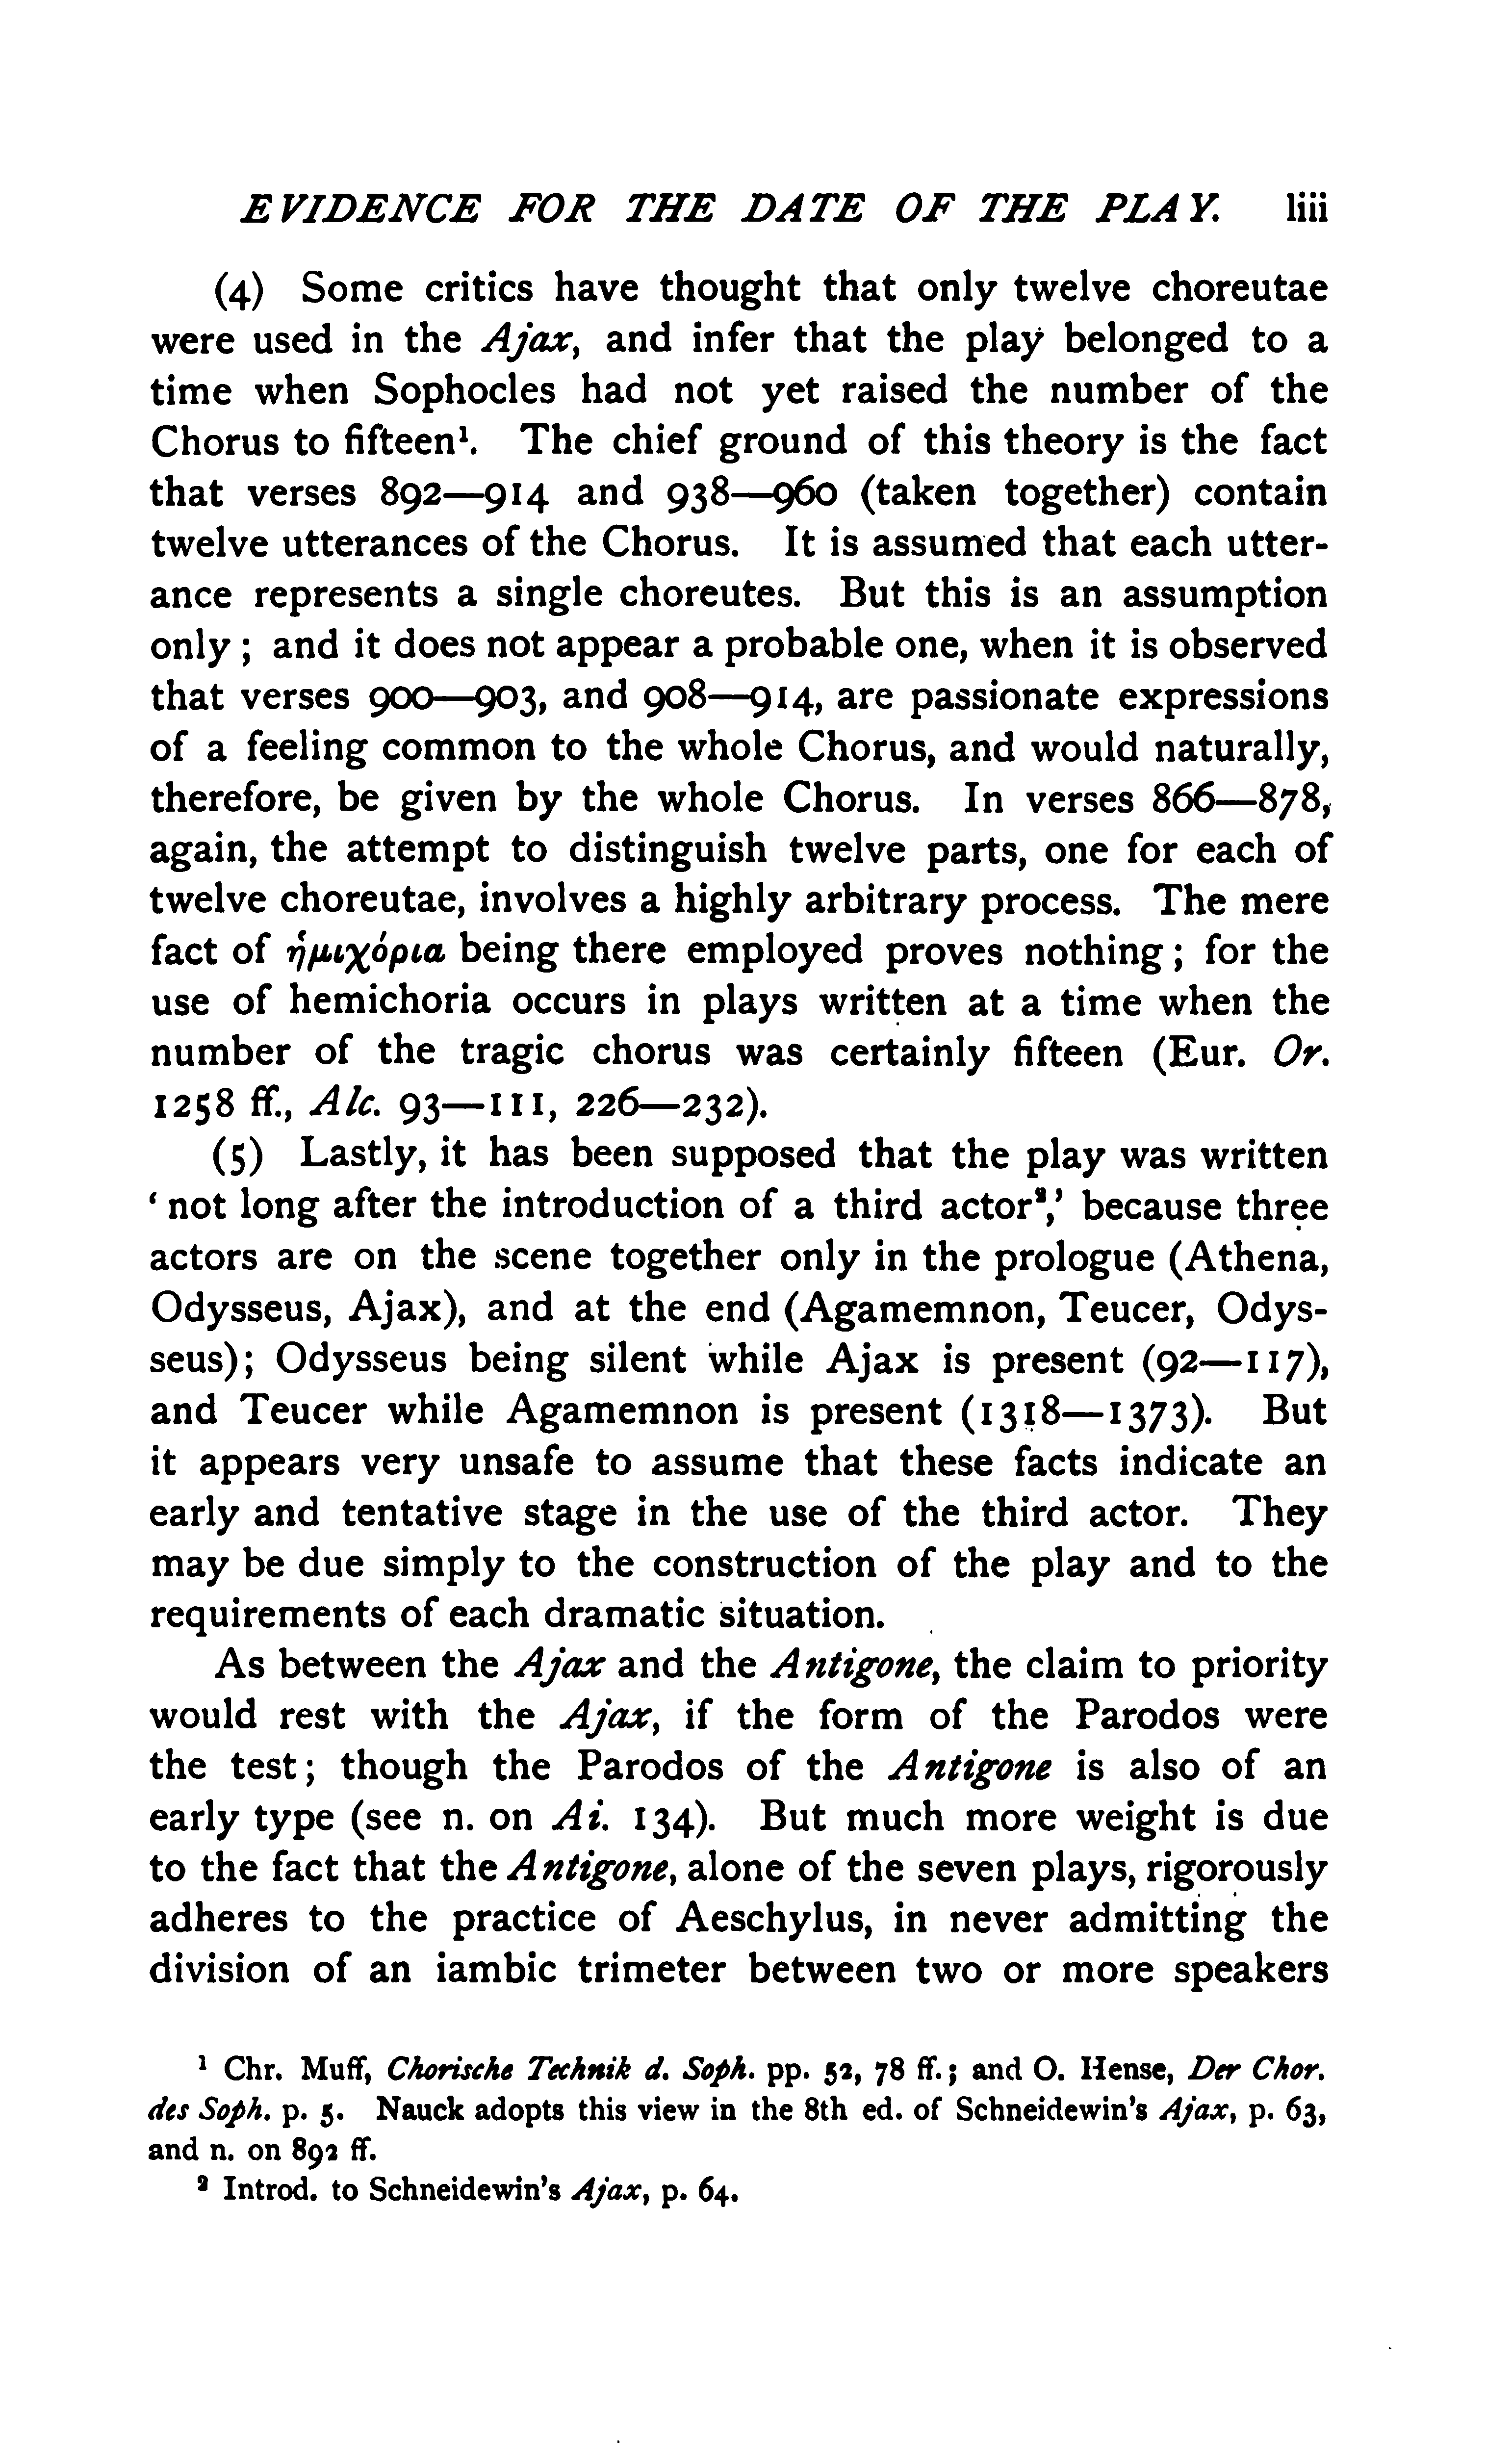 EVIDENCE FOR THE DATE OF THE PLAY. liii
(4) Some critics have thought that only twelve choreutae
were used in the Ajax, and infer that the play belonged to a
time when Sophocles had not yet raised the number of the
Chorus to fifteen¹. The chief ground of this theory is the fact
that verses 892—914 and 938—960 (taken together) contain
twelve utterances of the Chorus. It is assumed that each utter-
ance represents a single choreutes. But this is an assumption
only; and it does not appear a probable one, when it is observed
that verses 900—903, and 908—914, are passionate expressions
of a feeling common to the whole Chorus, and would naturally,
therefore, be given by the whole Chorus. In verses 866—878,
again, the attempt to distinguish twelve parts, one for each of
twelve choreutae, involves a highly arbitrary process. The mere
fact of ἡμιχόρια being there employed proves nothing; for the
use of hemichoria occurs in plays written at a time when the
number of the tragic chorus was certainly fifteen (Eur. Or.
1258 ff., Alc. 93—111, 226—232).
(5) Lastly, it has been supposed that the play was written
‘not long after the introduction of a third actor²,’ because three
actors are on the scene together only in the prologue (Athena,
Odysseus, Ajax), and at the end (Agamemnon, Teucer, Odys-
seus); Odysseus being silent while Ajax is present (92—117),
and Teucer while Agamemnon is present (1318—1373). But
it appears very unsafe to assume that these facts indicate an
early and tentative stage in the use of the third actor. They
may be due simply to the construction of the play and to the
requirements of each dramatic situation.
As between the Ajax and the Antigone, the claim to priority
would rest with the Ajax, if the form of the Parodos were
the test; though the Parodos of the Antigone is also of an
early type (see n. on Ai. 134). But much more weight is due
to the fact that the Antigone, alone of the seven plays, rigorously
adheres to the practice of Aeschylus, in never admitting the
division of an iambic trimeter between two or more speakers
¹ Chr. Muff, Chorische Technik d. Soph. pp. 52, 78 ff.; and O. Hense, Der Chor.
des Soph. p. 5. Nauck adopts this view in the 8th ed. of Schneidewin's Ajax, p. 63,
and n. on 892 ff.
² Introd. to Schneidewin's Ajax, p. 64.